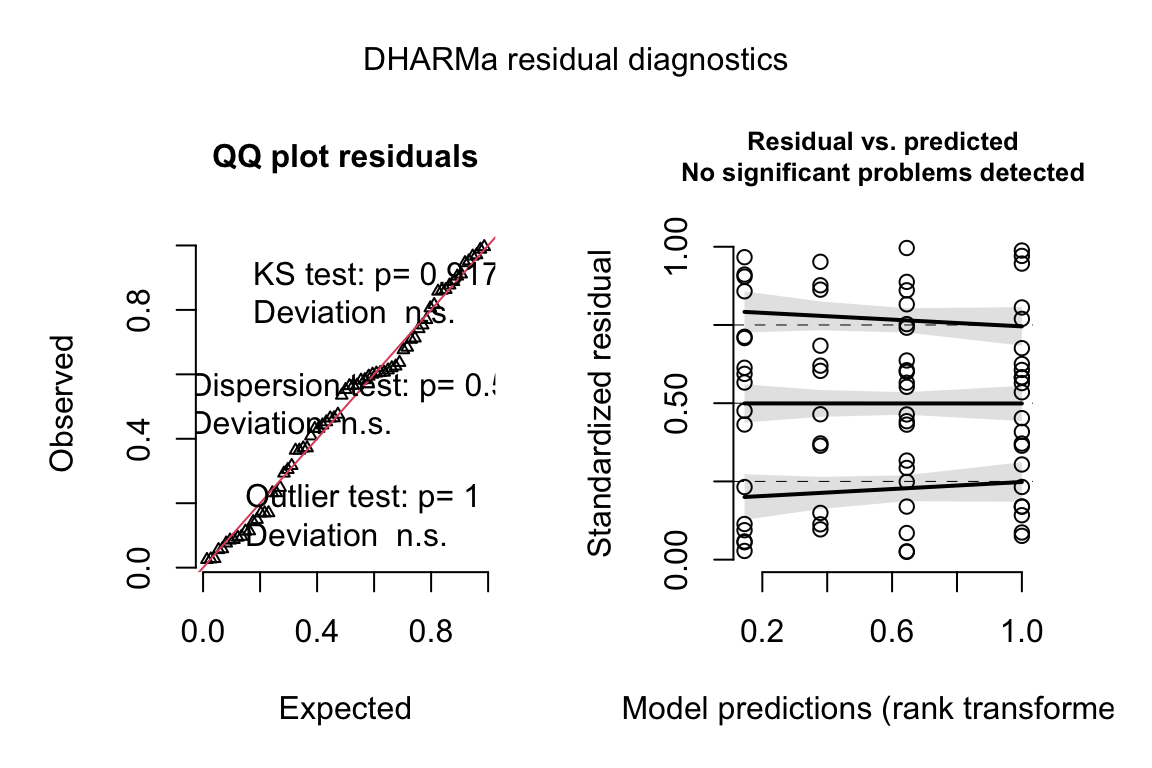 DHARMa residual diagnostics
QQ plot residuals
KS test: p= 0.917
Deviation n.s.
Dispersion test: p= 0.5
Deviation n.s.
Outlier test: p= 1
Deviation n.s.
Observed
0.0
0.4
0.8
0.0 0.4 0.8
Expected
Residual vs. predicted
No significant problems detected
Standardized residual
0.00
0.50
1.00
0.2 0.6 1.0
Model predictions (rank transforme